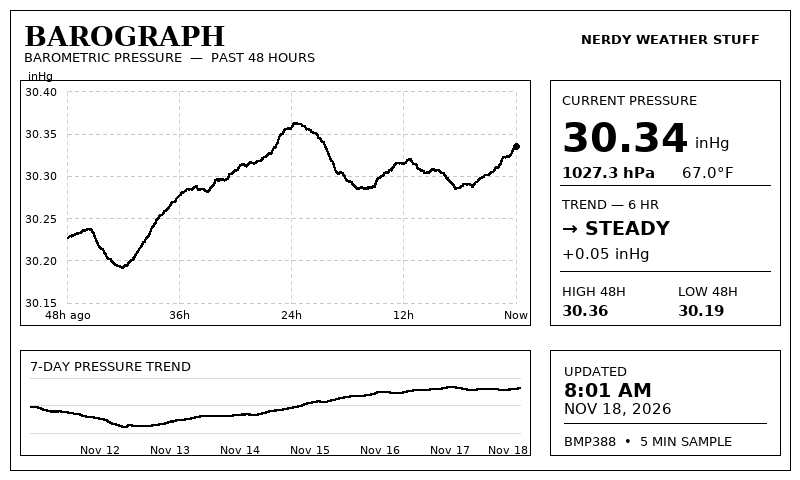 BAROGRAPH
BAROMETRIC PRESSURE — PAST 48 HOURS
NERDY WEATHER STUFF
inHg
30.40
30.35
30.30
30.25
30.20
30.15
48h ago 36h 24h 12h Now
CURRENT PRESSURE
30.34 inHg
1027.3 hPa 67.0°F
TREND — 6 HR
→ STEADY
+0.05 inHg
HIGH 48H LOW 48H
30.36 30.19
7-DAY PRESSURE TREND
Nov 12 Nov 13 Nov 14 Nov 15 Nov 16 Nov 17 Nov 18
UPDATED
8:01 AM
NOV 18, 2026
BMP388 • 5 MIN SAMPLE